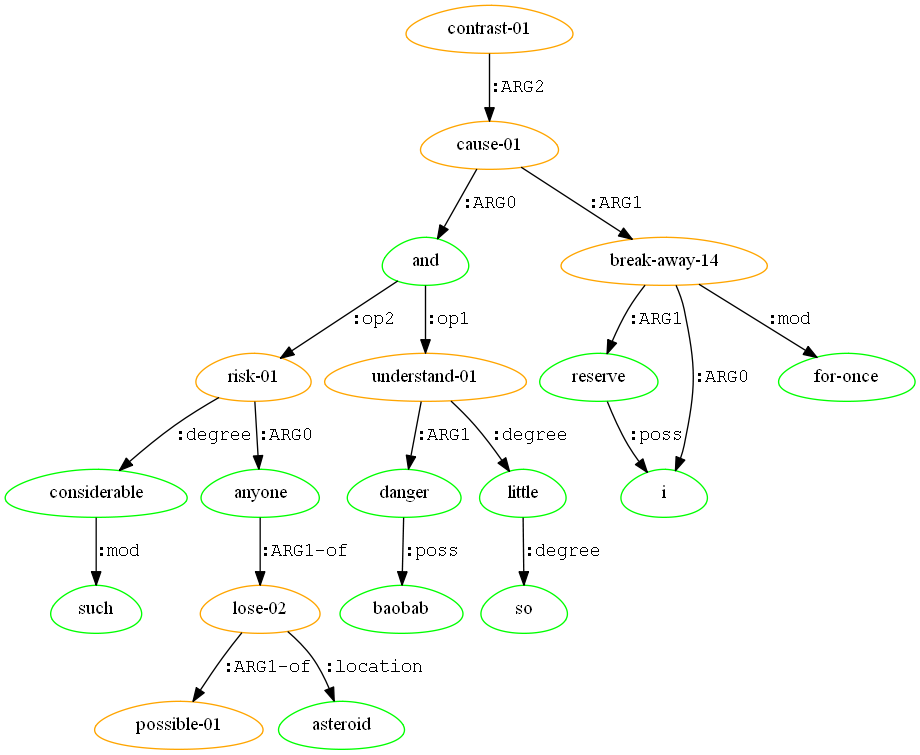 contrast-01
:ARG2
cause-01
:ARG0 :ARG1
and break-away-14
:op2 :op1 :ARG1 :ARG0 :mod
risk-01 understand-01 reserve for-once
:degree :ARG0 :ARG1 :degree :poss
considerable anyone danger little i
:mod :ARG1-of :poss :degree
such lose-02 baobab so
:ARG1-of :location
possible-01 asteroid